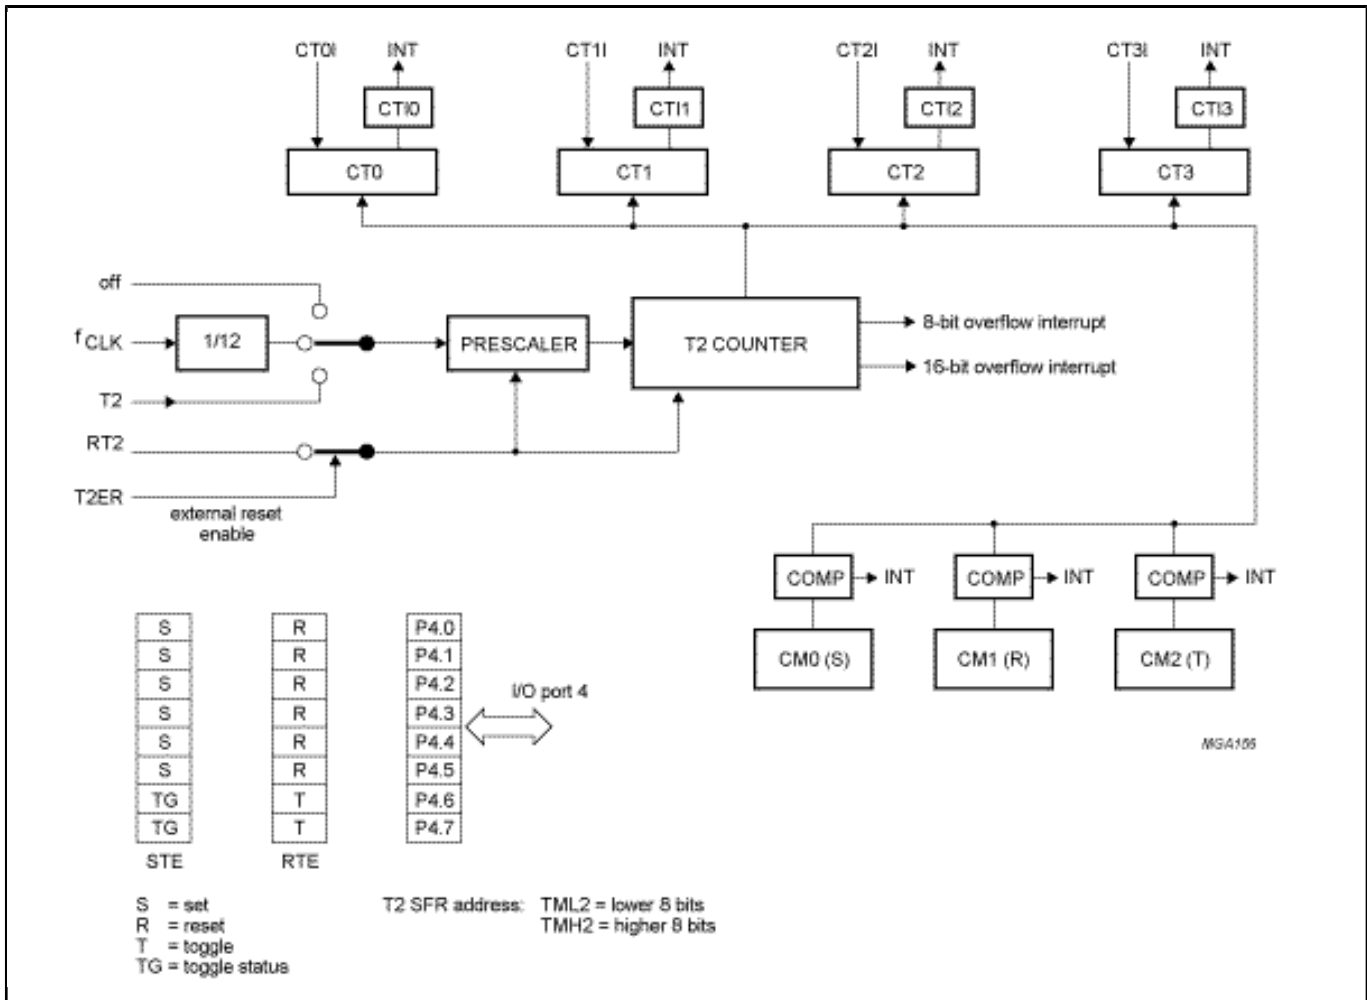 CT0I INT CT1I INT CT2I INT CT3I INT
CTI0 CTI1 CTI2 CTI3
CT0 CT1 CT2 CT3
off
fCLK 1/12 PRESCALER T2 COUNTER
8-bit overflow interrupt
16-bit overflow interrupt
T2
RT2
T2ER
external reset
enable
COMP INT COMP INT COMP INT
CM0 (S) CM1 (R) CM2 (T)
S R P4.0
S R P4.1
S R P4.2
S R P4.3
S R P4.4
S R P4.5
TG T P4.6
TG T P4.7
I/O port 4
STE RTE
MGA166
S = set
R = reset
T = toggle
TG = toggle status
T2 SFR address: TML2 = lower 8 bits
TMH2 = higher 8 bits